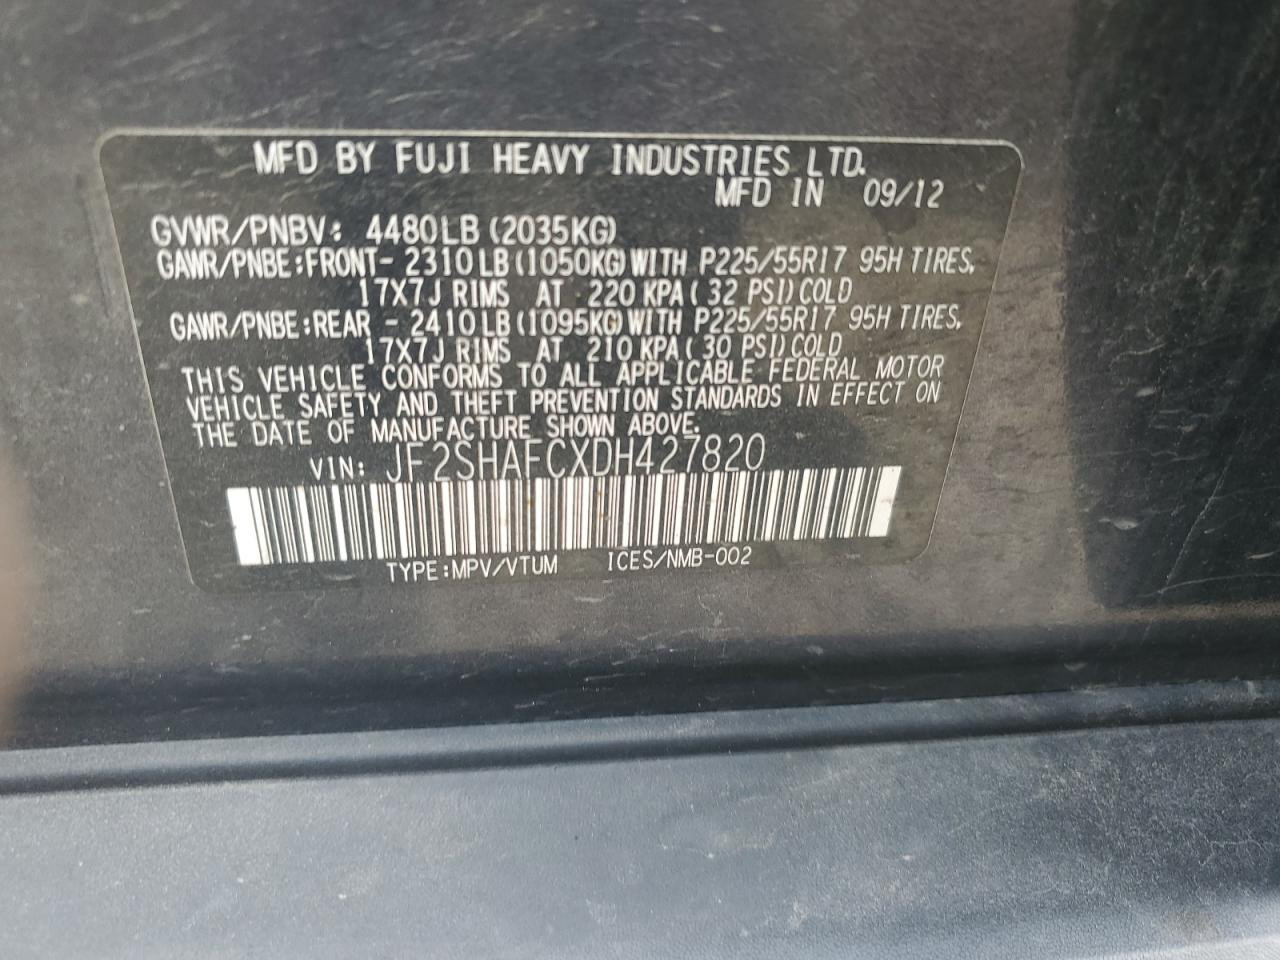 MFD BY FUJI HEAVY INDUSTRIES LTD.
MFD IN 09/12
GVWR/PNBV: 4480LB (2035KG)
GAWR/PNBE:FRONT- 2310LB(1050KG)WITH P225/55R17 95H TIRES,
17X7J RIMS AT 220 KPA( 32 PSI)COLD
GAWR/PNBE:REAR - 2410LB(1095KG)WITH P225/55R17 95H TIRES,
17X7J RIMS AT 210 KPA( 30 PSI)COLD
THIS VEHICLE CONFORMS TO ALL APPLICABLE FEDERAL MOTOR
VEHICLE SAFETY AND THEFT PREVENTION STANDARDS IN EFFECT ON
THE DATE OF MANUFACTURE SHOWN ABOVE.
VIN: JF2SHAFCXDH427820
TYPE:MPV/VTUM ICES/NMB-002